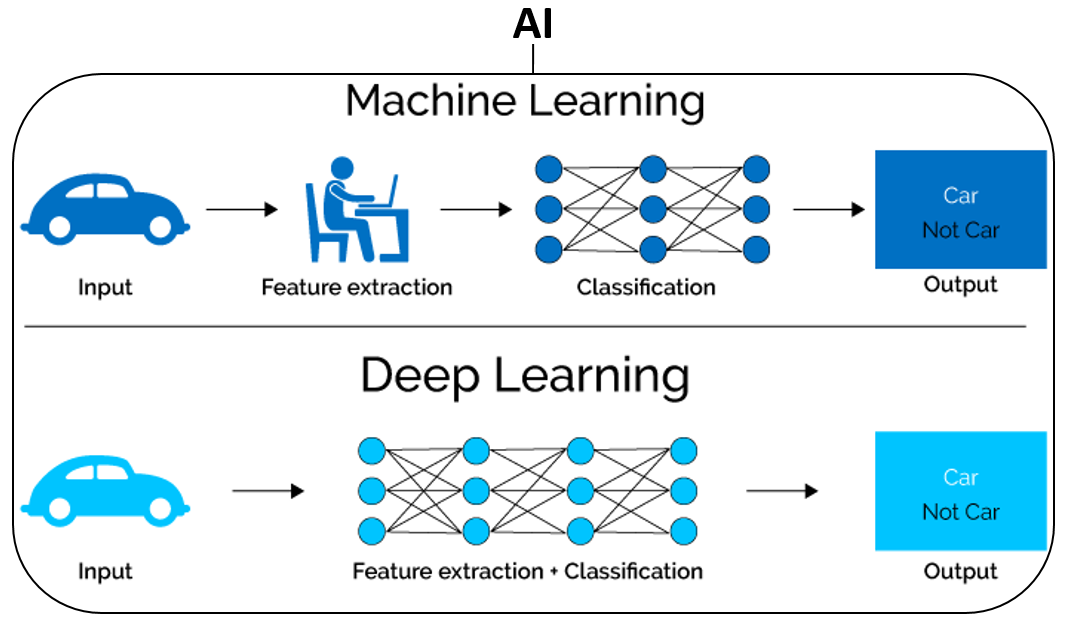 AI
Machine Learning
Input
Feature extraction
Classification
Car
Not Car
Output
Deep Learning
Input
Feature extraction + Classification
Car
Not Car
Output